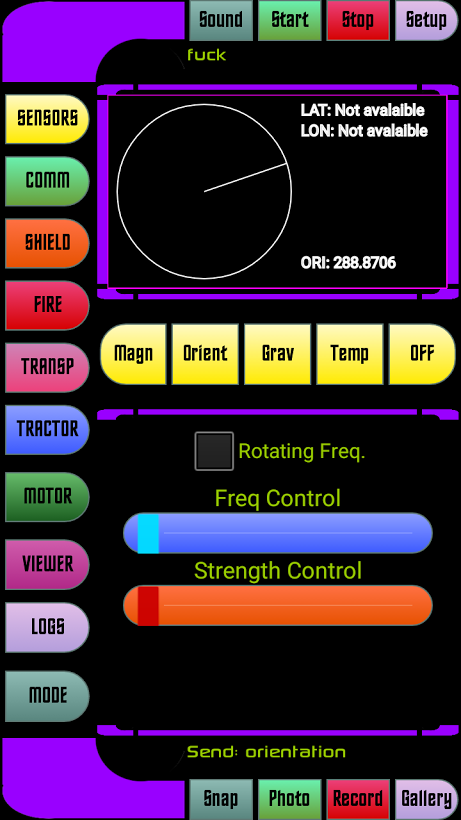 Sound Start Stop Setup
fuck
SENSORS
COMM
SHIELD
FIRE
TRANSP
TRACTOR
MOTOR
VIEWER
LOGS
MODE
LAT: Not avalaible
LON: Not avalaible
ORI: 288.8706
Magn Orient Grav Temp OFF
Rotating Freq.
Freq Control
Strength Control
Send: orientation
Snap Photo Record Gallery